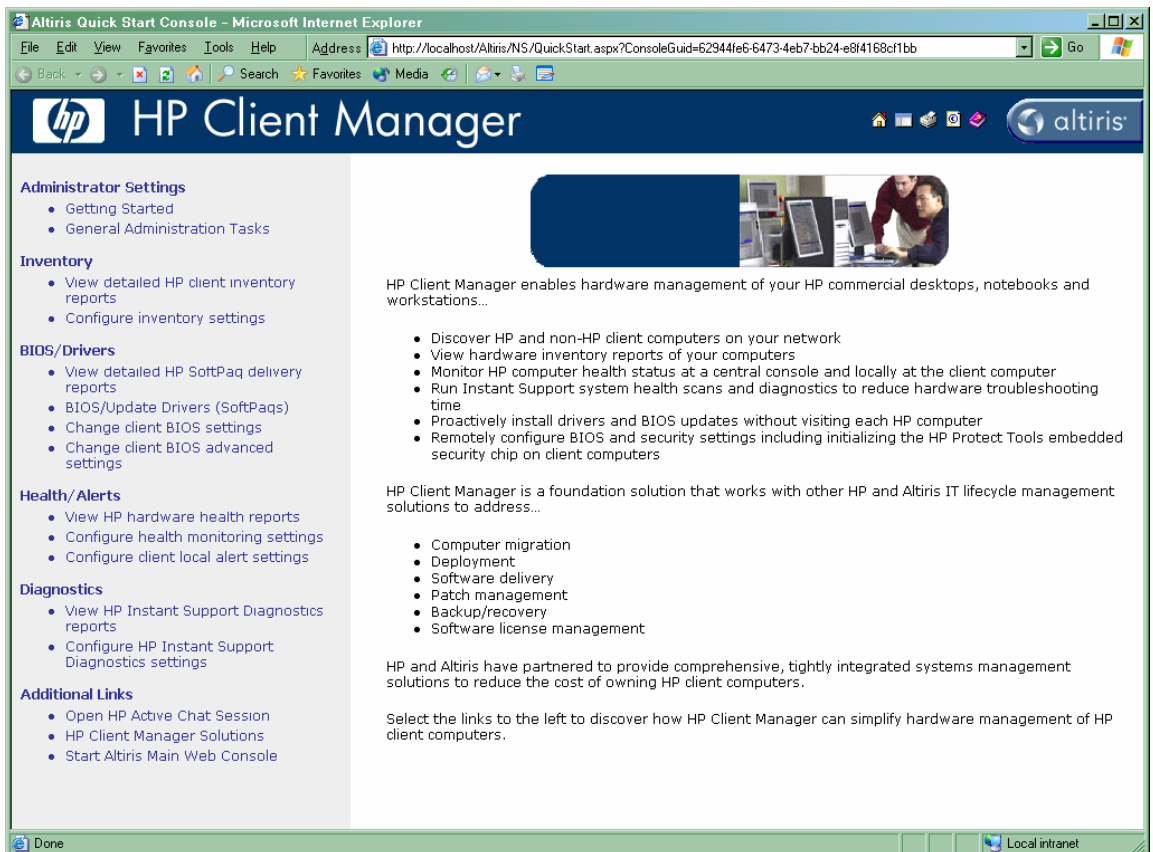 Altiris Quick Start Console - Microsoft Internet Explorer
File Edit View Favorites Tools Help Address http://localhost/Altiris/NS/QuickStart.aspx?ConsoleGuid=62944fe6-6473-4eb7-bb24-e8f4168cf1bb Go
Back Search Favorites Media
hp HP Client Manager altiris
Administrator Settings
Getting Started
General Administration Tasks
Inventory
View detailed HP client inventory
reports
Configure inventory settings
BIOS/Drivers
View detailed HP SoftPaq delivery
reports
BIOS/Update Drivers (SoftPaqs)
Change client BIOS settings
Change client BIOS advanced
settings
Health/Alerts
View HP hardware health reports
Configure health monitoring settings
Configure client local alert settings
Diagnostics
View HP Instant Support Diagnostics
reports
Configure HP Instant Support
Diagnostics settings
Additional Links
Open HP Active Chat Session
HP Client Manager Solutions
Start Altiris Main Web Console
HP Client Manager enables hardware management of your HP commercial desktops, notebooks and
workstations...
Discover HP and non-HP client computers on your network
View hardware inventory reports of your computers
Monitor HP computer health status at a central console and locally at the client computer
Run Instant Support system health scans and diagnostics to reduce hardware troubleshooting
time
Proactively install drivers and BIOS updates without visiting each HP computer
Remotely configure BIOS and security settings including initializing the HP Protect Tools embedded
security chip on client computers
HP Client Manager is a foundation solution that works with other HP and Altiris IT lifecycle management
solutions to address...
Computer migration
Deployment
Software delivery
Patch management
Backup/recovery
Software license management
HP and Altiris have partnered to provide comprehensive, tightly integrated systems management
solutions to reduce the cost of owning HP client computers.
Select the links to the left to discover how HP Client Manager can simplify hardware management of HP
client computers.
Done Local intranet